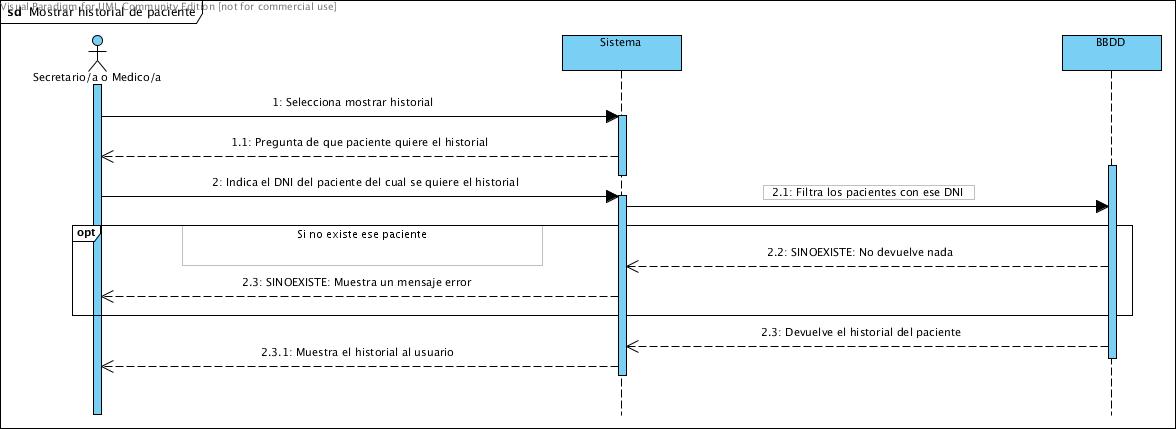 Visual Paradigm for UML Community Edition [not for commercial use]
sd Mostrar historial de paciente
Secretario/a o Medico/a
Sistema
BBDD
1: Selecciona mostrar historial
1.1: Pregunta de que paciente quiere el historial
2: Indica el DNI del paciente del cual se quiere el historial
2.1: Filtra los pacientes con ese DNI
opt
Si no existe ese paciente
2.2: SINOEXISTE: No devuelve nada
2.3: SINOEXISTE: Muestra un mensaje error
2.3: Devuelve el historial del paciente
2.3.1: Muestra el historial al usuario